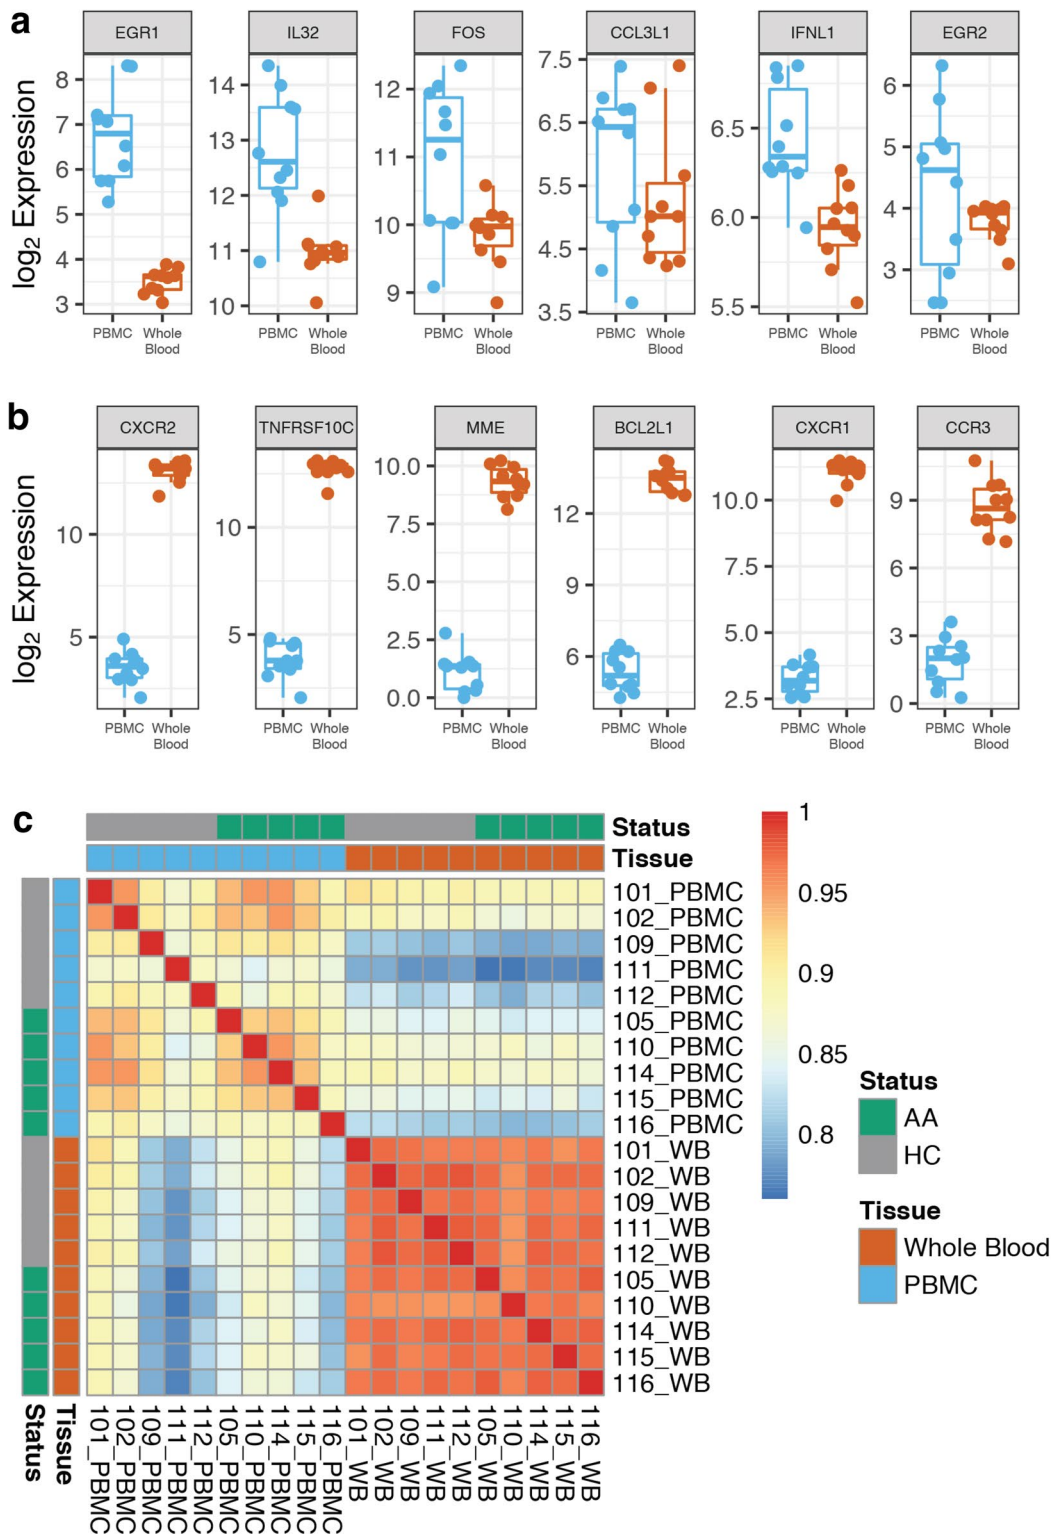 a
EGR1
IL32
FOS
CCL3L1
IFNL1
EGR2
log2 Expression
8
7
6
5
4
3
14
13
12
11
10
12
11
10
9
7.5
6.5
5.5
4.5
3.5
6.5
6.0
5.5
6
5
4
3
PBMC Whole Blood
PBMC Whole Blood
PBMC Whole Blood
PBMC Whole Blood
PBMC Whole Blood
PBMC Whole Blood
b
CXCR2
TNFRSF10C
MME
BCL2L1
CXCR1
CCR3
log2 Expression
10
5
10
5
10.0
7.5
5.0
2.5
0.0
12
9
6
10.0
7.5
5.0
2.5
9
6
3
0
PBMC Whole Blood
PBMC Whole Blood
PBMC Whole Blood
PBMC Whole Blood
PBMC Whole Blood
PBMC Whole Blood
c
Status
Tissue
101_PBMC
102_PBMC
109_PBMC
111_PBMC
112_PBMC
105_PBMC
110_PBMC
114_PBMC
115_PBMC
116_PBMC
101_WB
102_WB
109_WB
111_WB
112_WB
105_WB
110_WB
114_WB
115_WB
116_WB
1
0.95
0.9
0.85
0.8
Status
AA
HC
Tissue
Whole Blood
PBMC
Status
Tissue
101_PBMC
102_PBMC
109_PBMC
111_PBMC
112_PBMC
105_PBMC
110_PBMC
114_PBMC
115_PBMC
116_PBMC
101_WB
102_WB
109_WB
111_WB
112_WB
105_WB
110_WB
114_WB
115_WB
116_WB